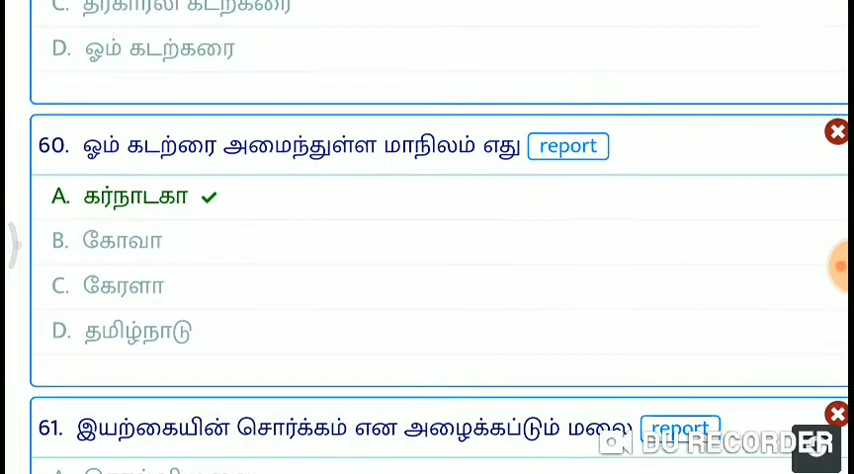 D. ஓம் கடற்கரை
60. ஓம் கடற்ரை அமைந்துள்ள மாநிலம் எது report
A. கர்நாடகா
B. கோவா
C. கேரளா
D. தமிழ்நாடு
61. இயற்கையின் சொர்க்கம் என அழைக்கப்படும் மலை report
DU RECORDER